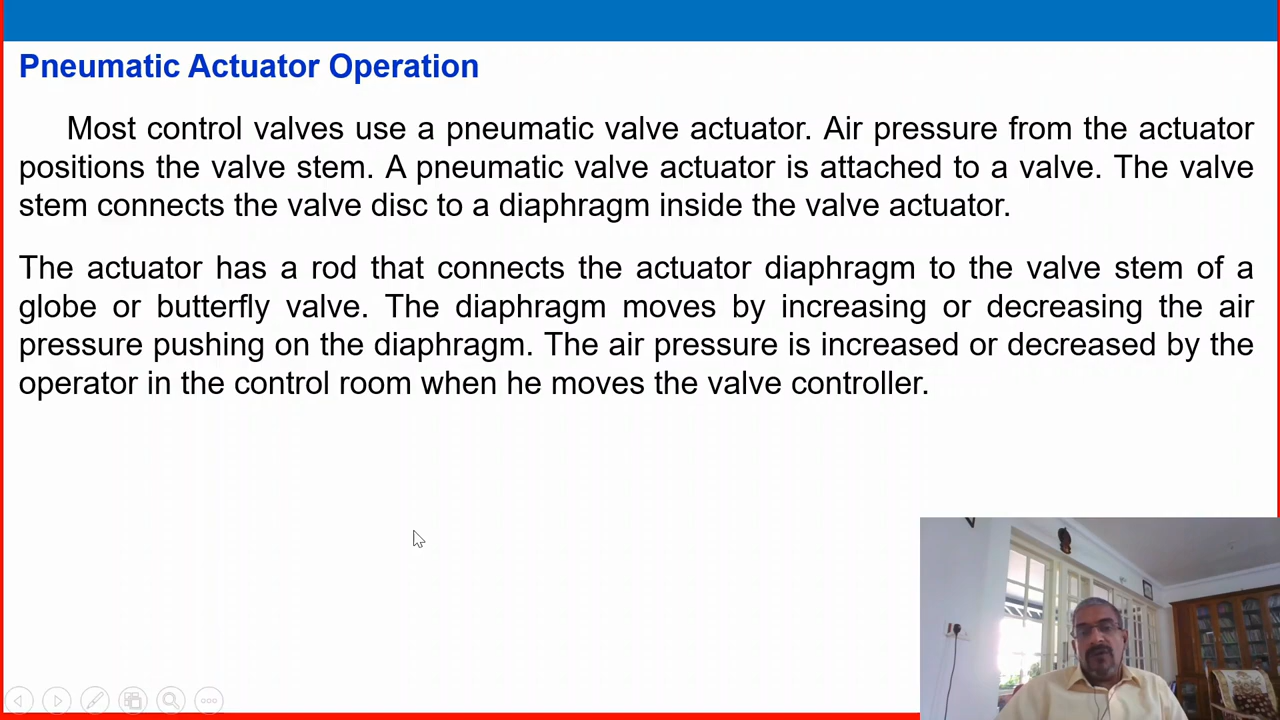 Pneumatic Actuator Operation
Most control valves use a pneumatic valve actuator. Air pressure from the actuator
positions the valve stem. A pneumatic valve actuator is attached to a valve. The valve
stem connects the valve disc to a diaphragm inside the valve actuator.
The actuator has a rod that connects the actuator diaphragm to the valve stem of a
globe or butterfly valve. The diaphragm moves by increasing or decreasing the air
pressure pushing on the diaphragm. The air pressure is increased or decreased by the
operator in the control room when he moves the valve controller.